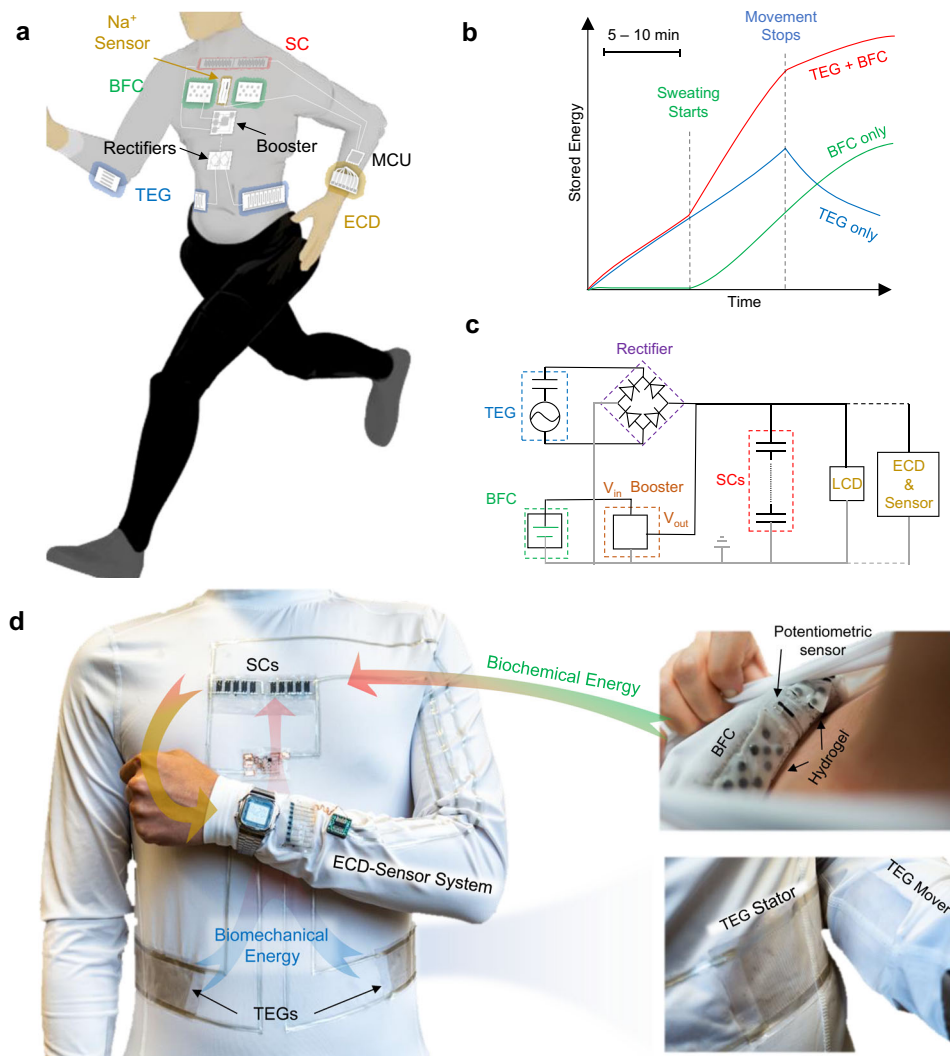 a
Na+
Sensor
SC
BFC
Rectifiers
Booster
MCU
TEG
ECD
b
5 – 10 min
Movement
Stops
Sweating
Starts
TEG + BFC
BFC only
TEG only
Stored Energy
Time
c
Rectifier
TEG
BFC
Vin
Booster
Vout
SCs
LCD
ECD
&
Sensor
d
SCs
Biochemical Energy
ECD-Sensor System
Biomechanical
Energy
TEGs
Potentiometric
sensor
BFC
Hydrogel
TEG Stator
TEG Mover